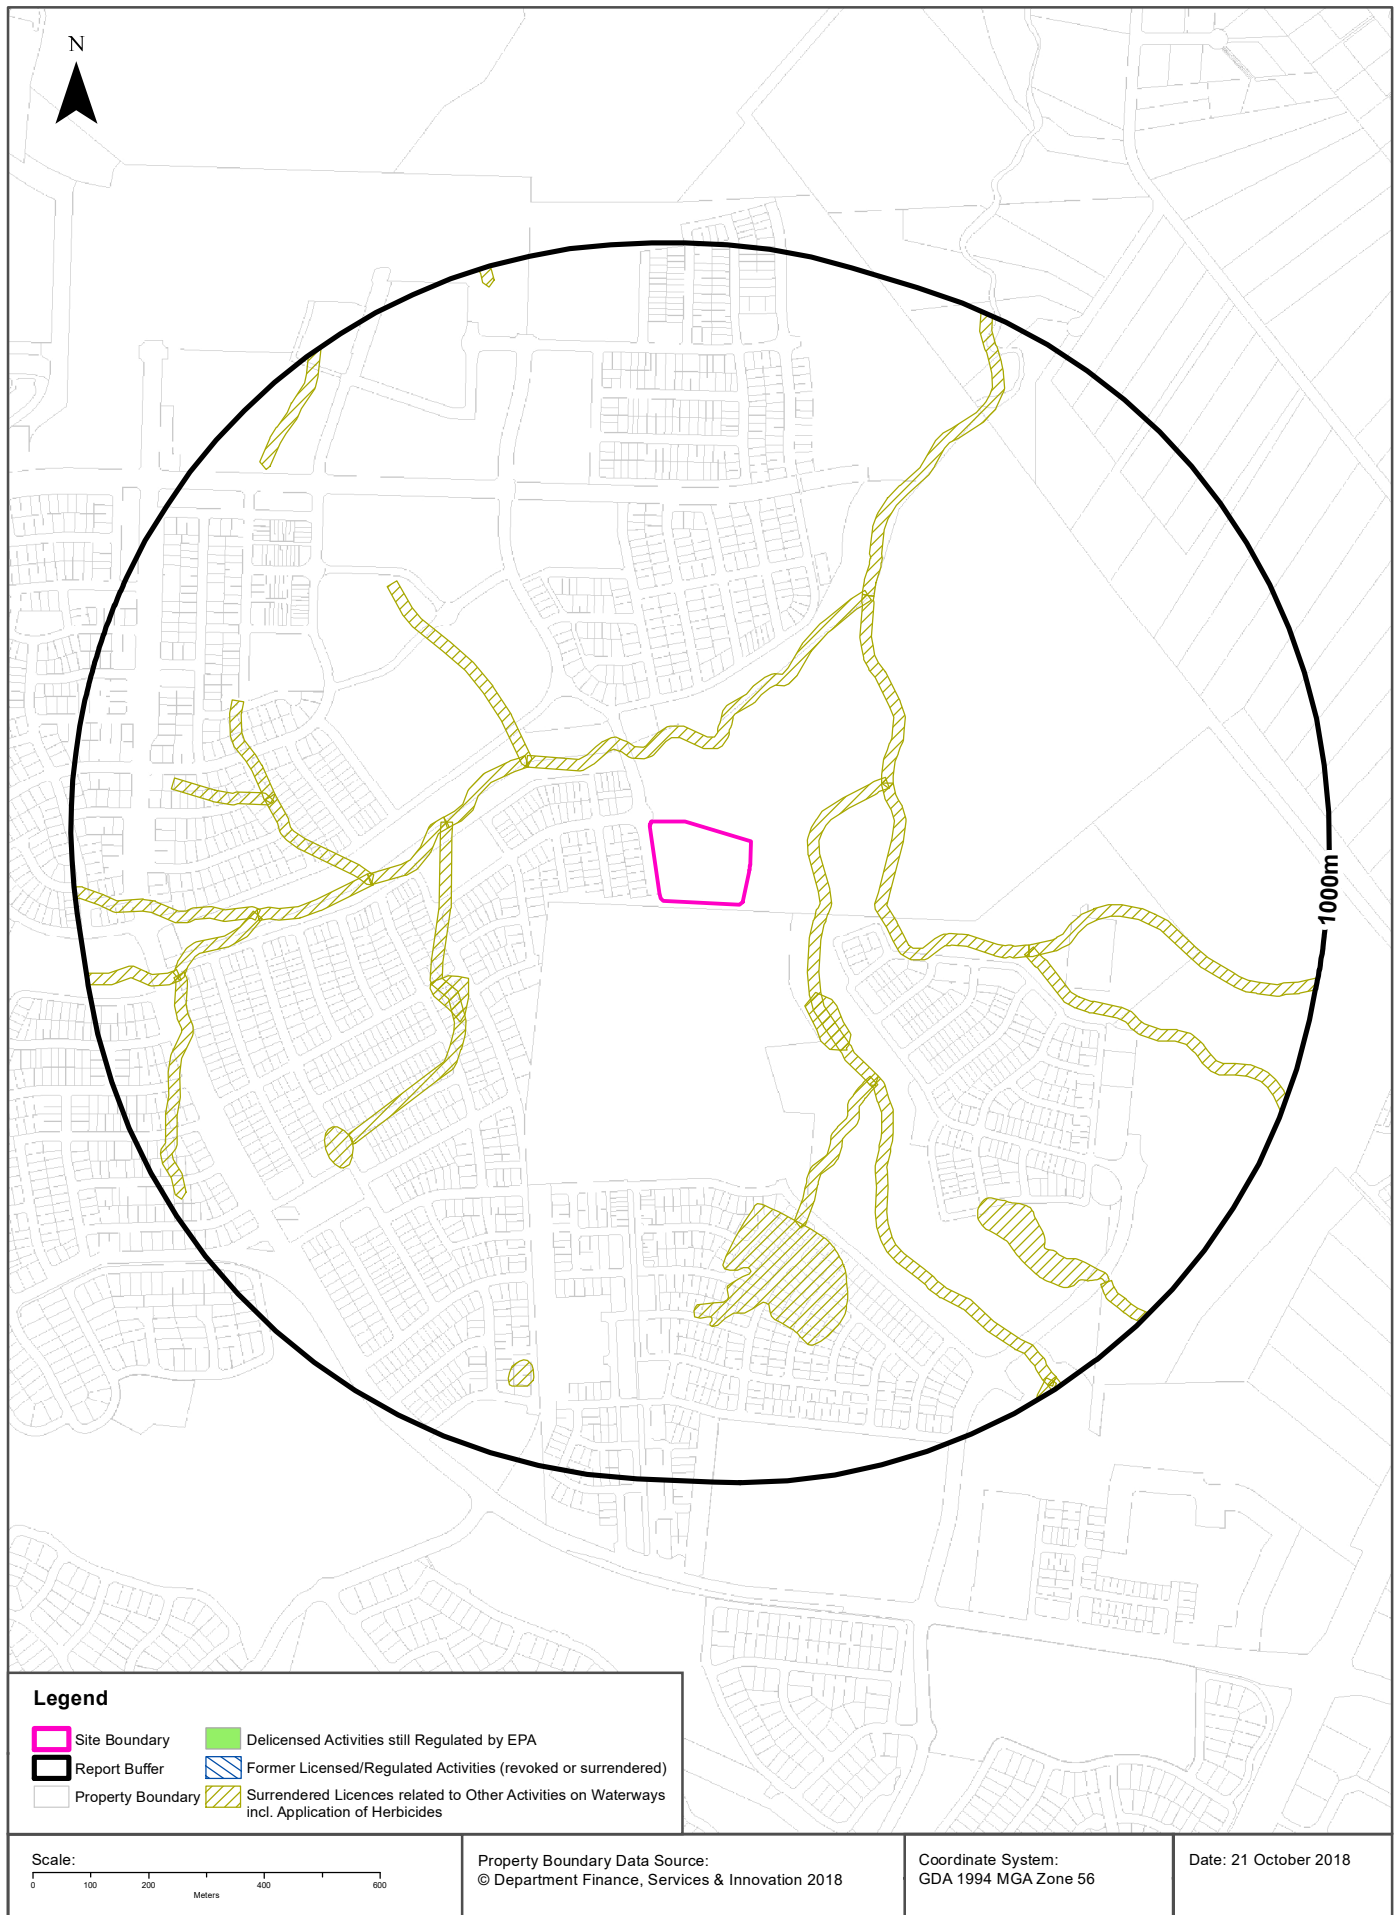 N
1000m
Legend
Site Boundary
Report Buffer
Property Boundary
Delicensed Activities still Regulated by EPA
Former Licensed/Regulated Activities (revoked or surrendered)
Surrendered Licences related to Other Activities on Waterways
incl. Application of Herbicides
Scale:
0 100 200 400 600
Meters
Property Boundary Data Source:
© Department Finance, Services & Innovation 2018
Coordinate System:
GDA 1994 MGA Zone 56
Date: 21 October 2018